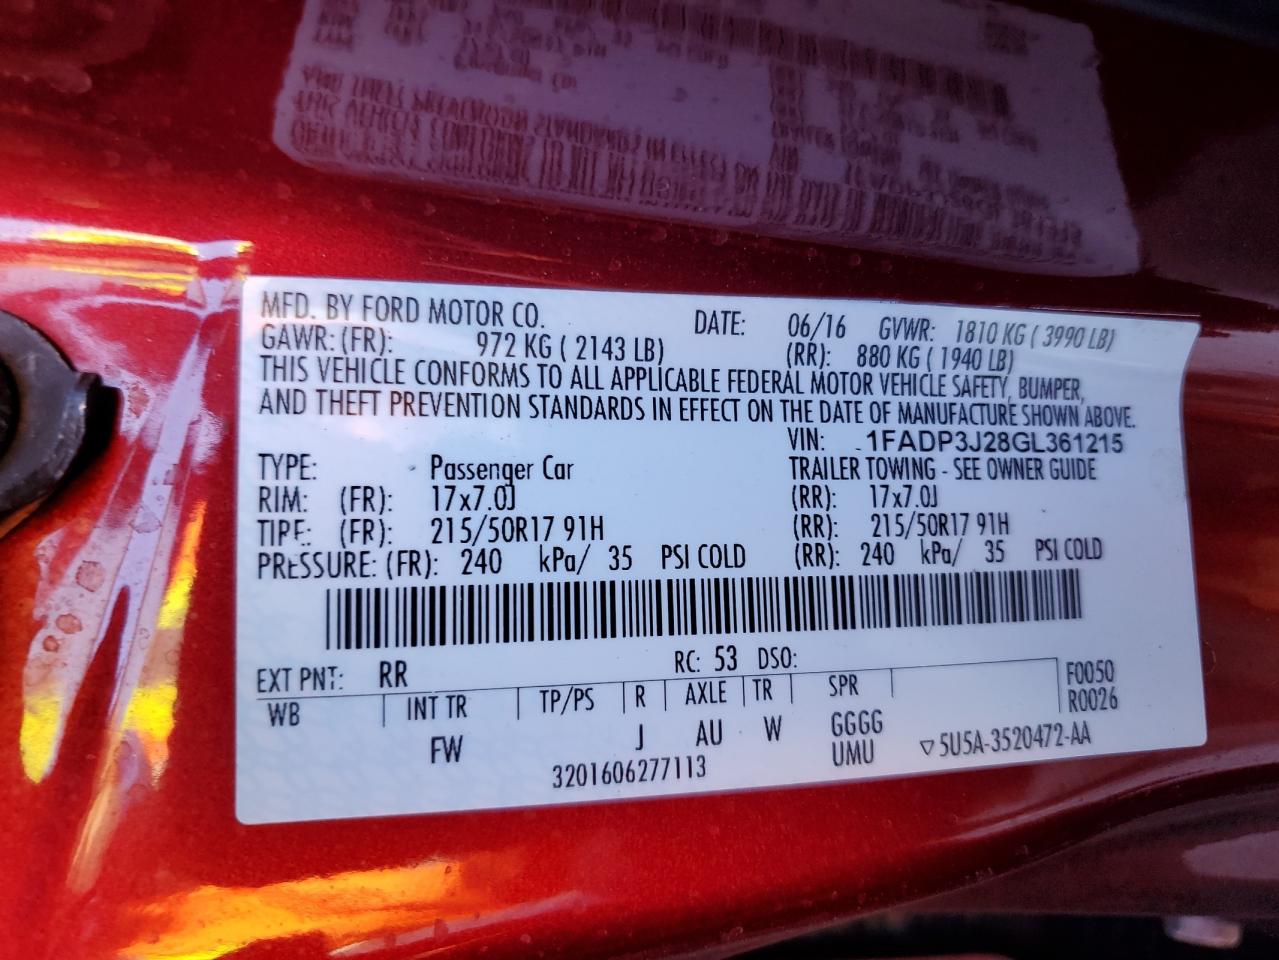 MFD. BY FORD MOTOR CO.
DATE: 06/16 GVWR: 1810 KG ( 3990 LB)
GAWR: (FR): 972 KG ( 2143 LB) (RR): 880 KG ( 1940 LB)
THIS VEHICLE CONFORMS TO ALL APPLICABLE FEDERAL MOTOR VEHICLE SAFETY, BUMPER,
AND THEFT PREVENTION STANDARDS IN EFFECT ON THE DATE OF MANUFACTURE SHOWN ABOVE.
VIN: 1FADP3J28GL361215
TYPE: Passenger Car TRAILER TOWING - SEE OWNER GUIDE
RIM: (FR): 17x7.0J (RR): 17x7.0J
TIRE: (FR): 215/50R17 91H (RR): 215/50R17 91H
PRESSURE: (FR): 240 kPa/ 35 PSI COLD (RR): 240 kPa/ 35 PSI COLD
EXT PNT: RR RC: 53 DSO:
F0050
WB INT TR TP/PS R AXLE TR SPR R0026
FW J AU W GGGG
3201606277113 UMU ▽5U5A-3520472-AA